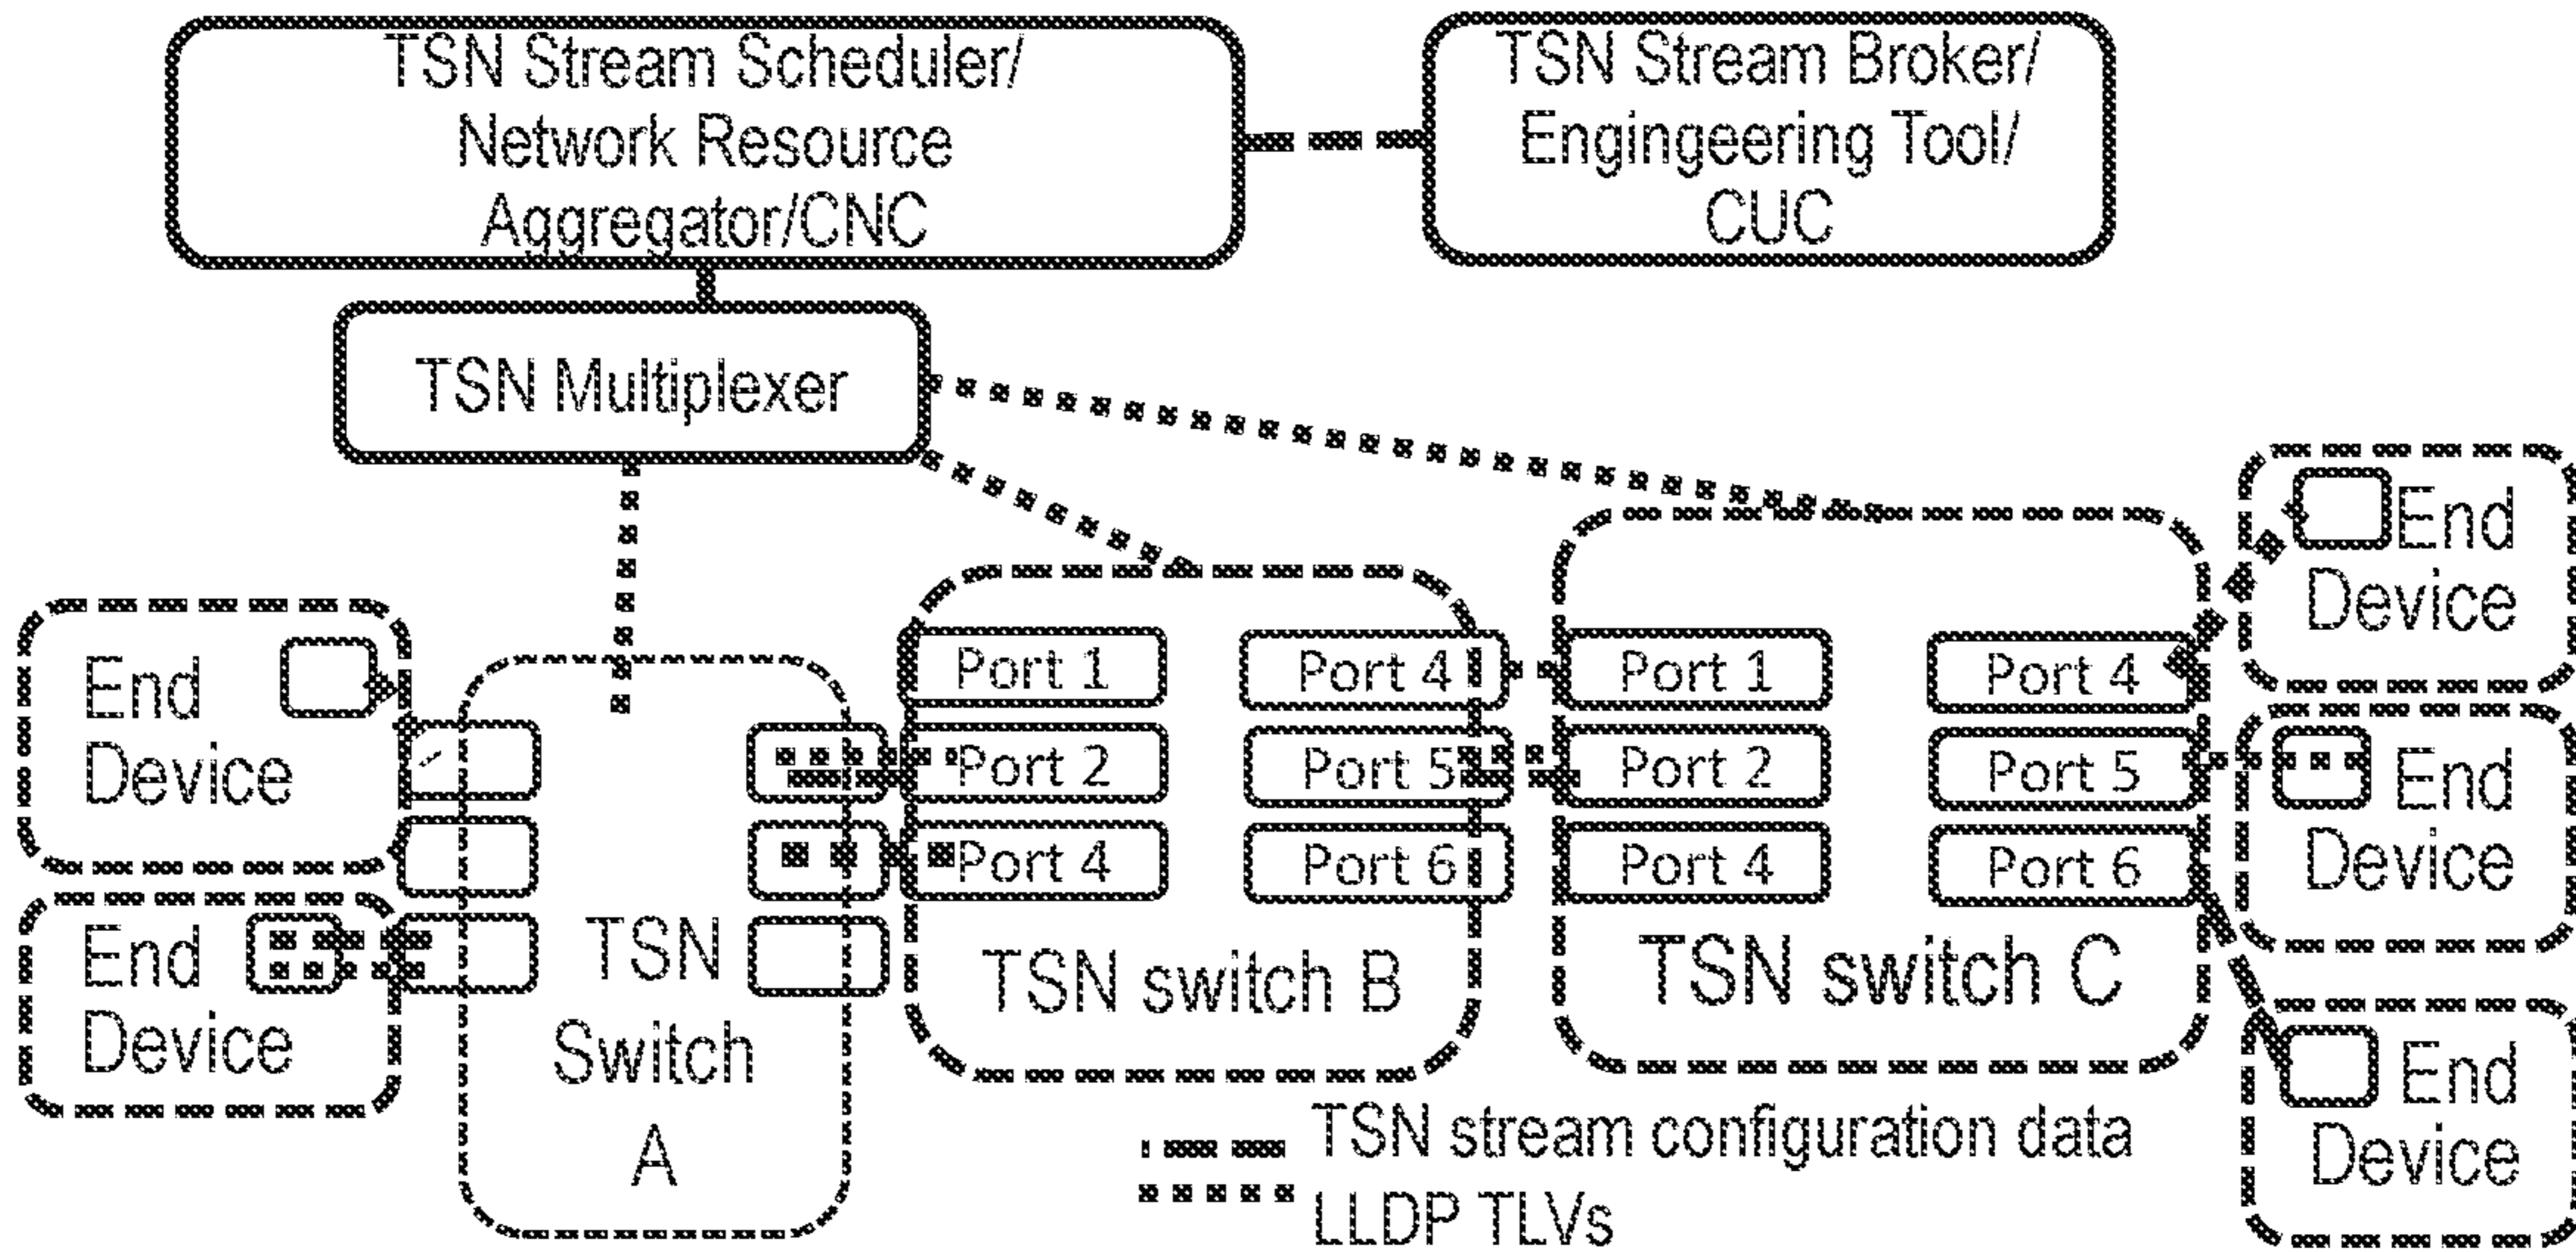 TSN Stream Scheduler/
Network Resource
Aggregator/CNC
TSN Stream Broker/
Engingeering Tool/
CUC
TSN Multiplexer
End
Device
End
Device
TSN
Switch
A
Port 1
Port 2
Port 4
Port 4
Port 5
Port 6
TSN switch B
Port 1
Port 2
Port 4
Port 4
Port 5
Port 6
TSN switch C
End
Device
End
Device
End
Device
TSN stream configuration data
LLDP TLVs